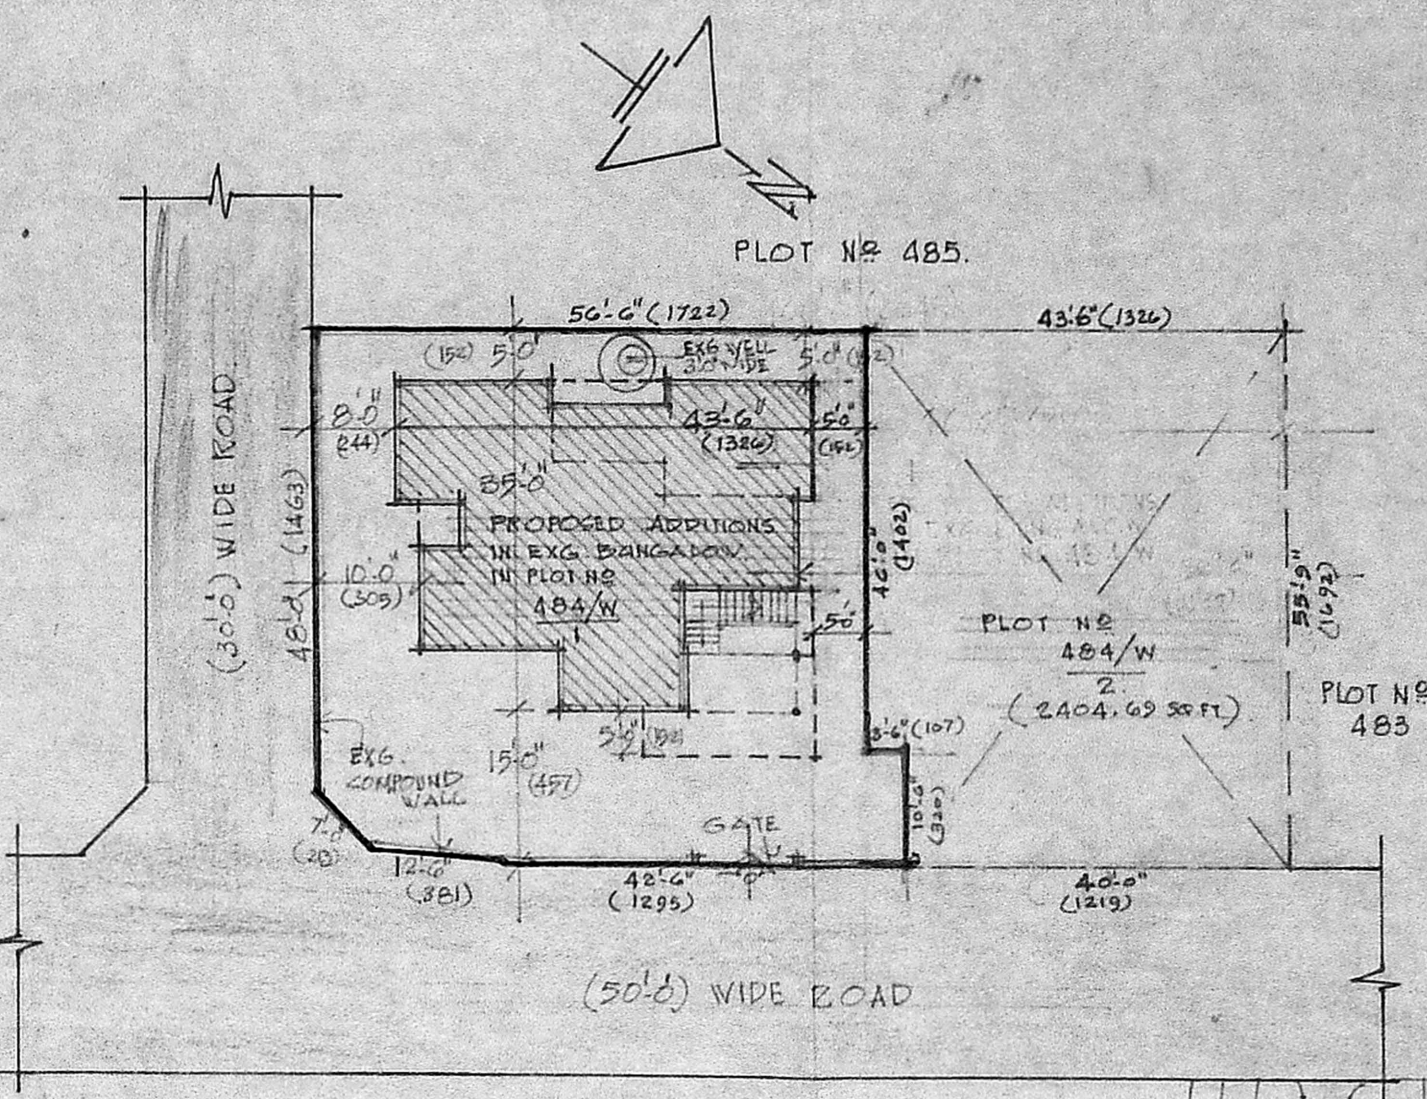 N
PLOT Nº 485.
56'-6" (1722)
43'-6" (1326)
(152) 5'-0"
EXG WELL
3'0" WIDE
5'-0" (152)
8'-0"
(244)
43'-6"
(1326)
5'-0"
(152)
35'-0"
(30'-0") WIDE ROAD.
48'-0" (1463)
PROPOSED ADDITIONS
IN EXG. BANGALOW
IN PLOT Nº
484/W
1
10'-0"
(305)
46'-0"
(1402)
5'-0"
PLOT Nº
484/W
2.
(2404.69 SQ FT.)
55'-9"
(1692)
PLOT Nº
483
3'-6" (107)
5'-0" (152)
15'-0"
(457)
EXG.
COMPOUND
WALL
10'-6"
(320)
GATE
7'-0"
12'-6"
(381)
42'-6"
(1295)
40'-0"
(1219)
(50'-0") WIDE ROAD